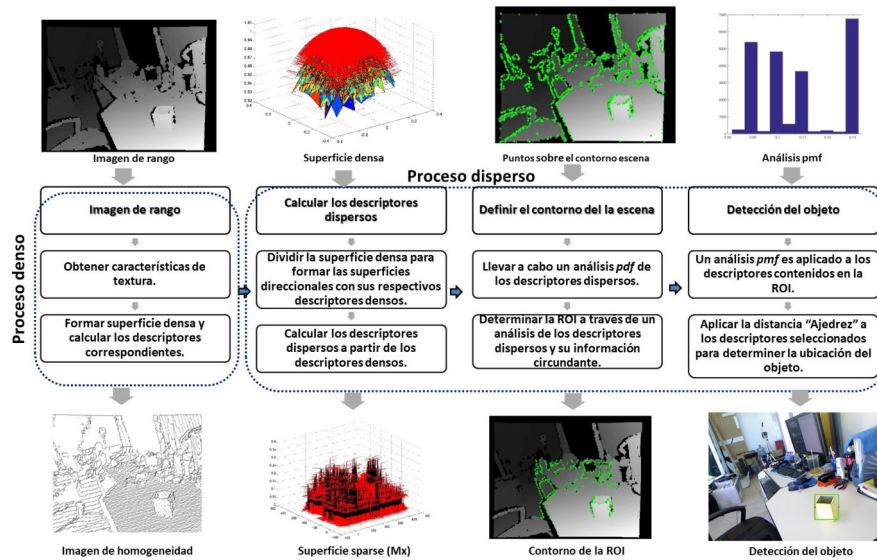 Imagen de rango
Superficie densa
Puntos sobre el contorno escena
Análisis pmf
Proceso disperso
Proceso denso
Imagen de rango
Obtener características de
textura.
Formar superficie densa y
calcular los descriptores
correspondientes.
Calcular los descriptores
dispersos
Dividir la superficie densa para
formar las superficies
direccionales con sus respectivos
descriptores densos.
Calcular los descriptores
dispersos a partir de los
descriptores densos.
Definir el contorno del la escena
Llevar a cabo un análisis pdf de
los descriptores dispersos.
Determinar la ROI a través de un
análisis de los descriptores
dispersos y su información
circundante.
Detección del objeto
Un análisis pmf es aplicado a los
descriptores contenidos en la
ROI.
Aplicar la distancia “Ajedrez” a
los descriptores seleccionados
para determinar la ubicación del
objeto.
Imagen de homogeneidad
Superficie sparse (Mx)
Contorno de la ROI
Detección del objeto